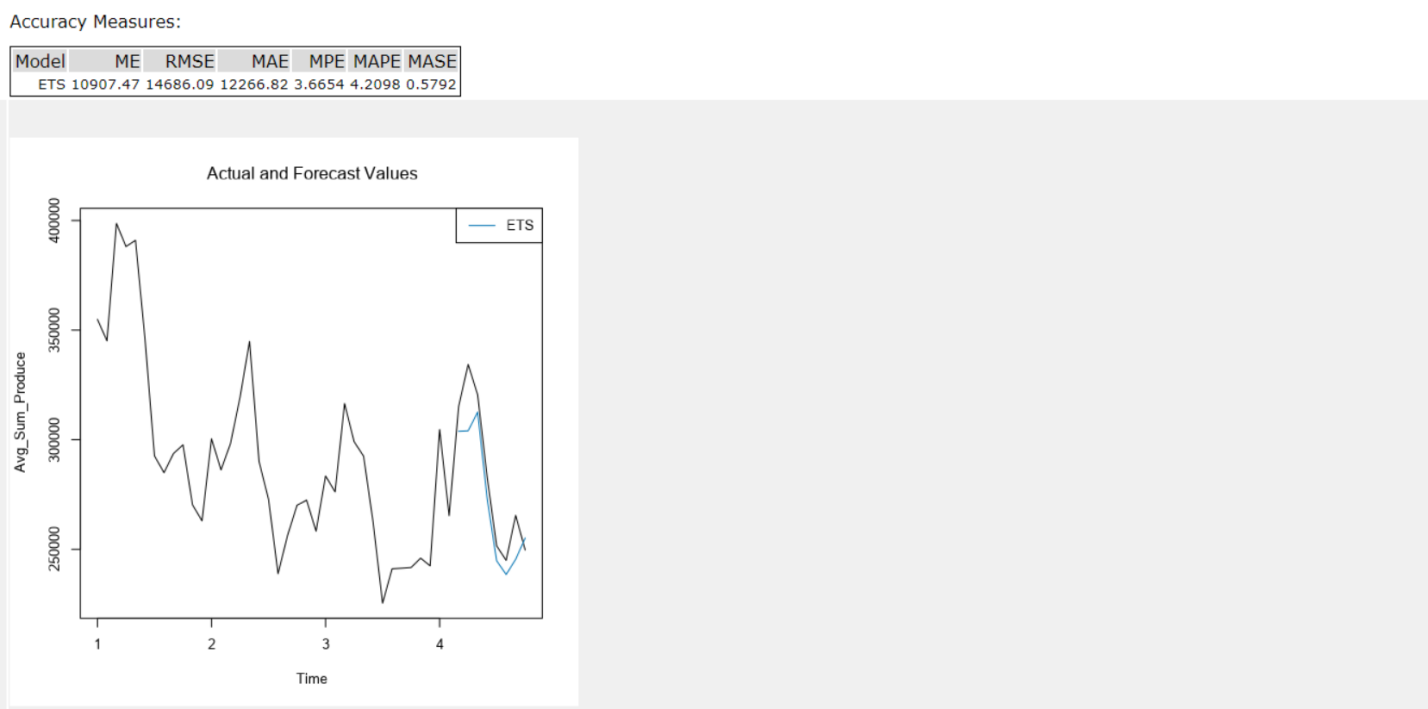 Accuracy Measures:
Model ME RMSE MAE MPE MAPE MASE
ETS 10907.47 14686.09 12266.82 3.6654 4.2098 0.5792
Actual and Forecast Values
ETS
400000
350000
300000
250000
Avg_Sum_Produce
1 2 3 4
Time